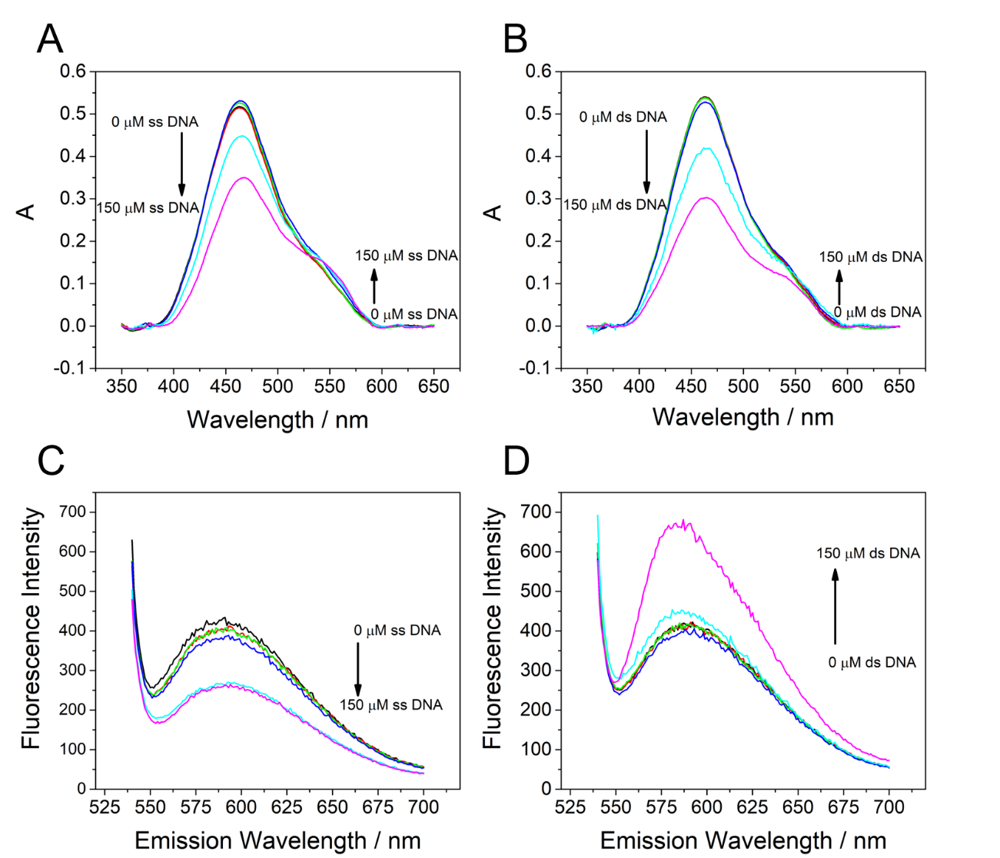 A
0.6
0.5
0.4
0.3
0.2
0.1
0.0
-0.1
A
0 μM ss DNA
150 μM ss DNA
150 μM ss DNA
0 μM ss DNA
350 400 450 500 550 600 650
Wavelength / nm
B
0.6
0.5
0.4
0.3
0.2
0.1
0.0
-0.1
A
0 μM ds DNA
150 μM ds DNA
150 μM ds DNA
0 μM ds DNA
350 400 450 500 550 600 650
Wavelength / nm
C
700
600
500
400
300
200
100
0
Fluorescence Intensity
0 μM ss DNA
150 μM ss DNA
525 550 575 600 625 650 675 700
Emission Wavelength / nm
D
700
600
500
400
300
200
100
0
Fluorescence Intensity
150 μM ds DNA
0 μM ds DNA
525 550 575 600 625 650 675 700
Emission Wavelength / nm